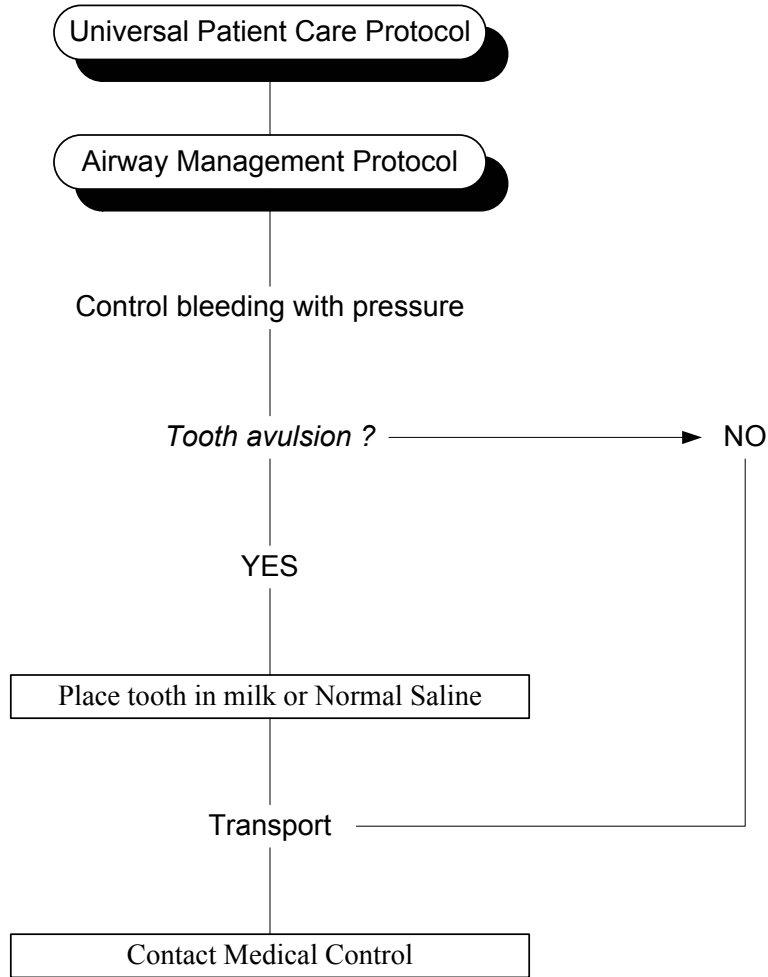 Universal Patient Care Protocol
Airway Management Protocol
Control bleeding with pressure
Tooth avulsion ?
NO
YES
Place tooth in milk or Normal Saline
Transport
Contact Medical Control